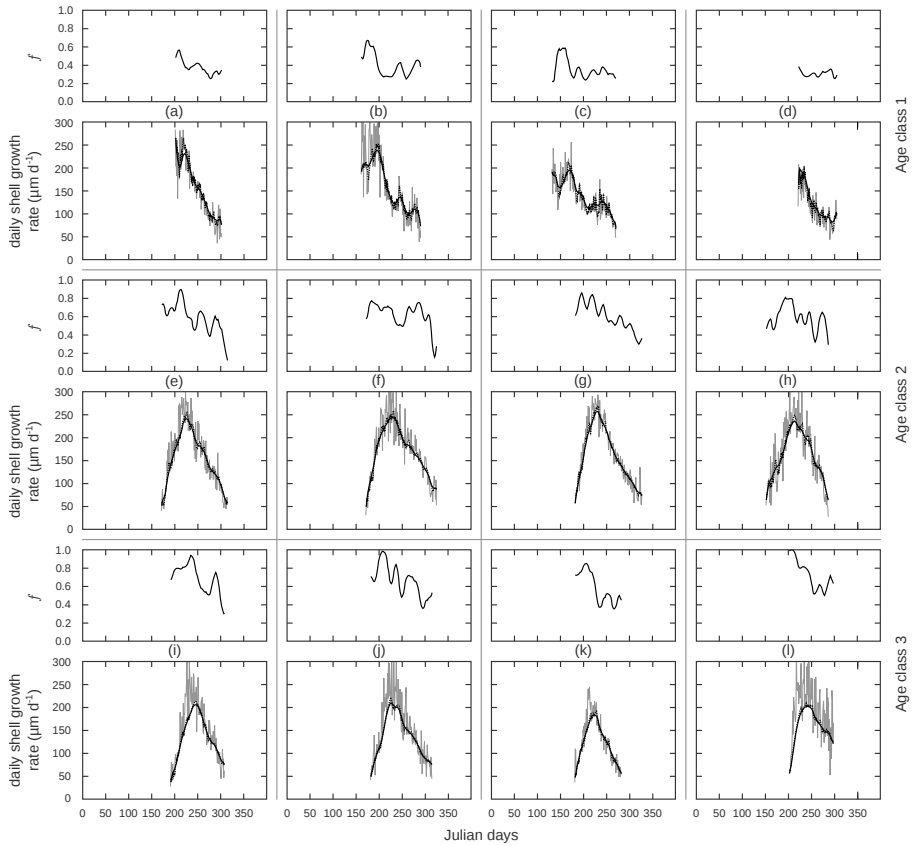 1.0
0.8
0.6
0.4
0.2
0.0
f
(a)
(b)
(c)
(d)
Age class 1
300
250
200
150
100
50
0
daily shell growth
rate (µm d⁻¹)
1.0
0.8
0.6
0.4
0.2
0.0
f
(e)
(f)
(g)
(h)
Age class 2
300
250
200
150
100
50
0
daily shell growth
rate (µm d⁻¹)
1.0
0.8
0.6
0.4
0.2
0.0
f
(i)
(j)
(k)
(l)
Age class 3
300
250
200
150
100
50
0
daily shell growth
rate (µm d⁻¹)
0 50 100 150 200 250 300 350
0 50 100 150 200 250 300 350
0 50 100 150 200 250 300 350
0 50 100 150 200 250 300 350
Julian days